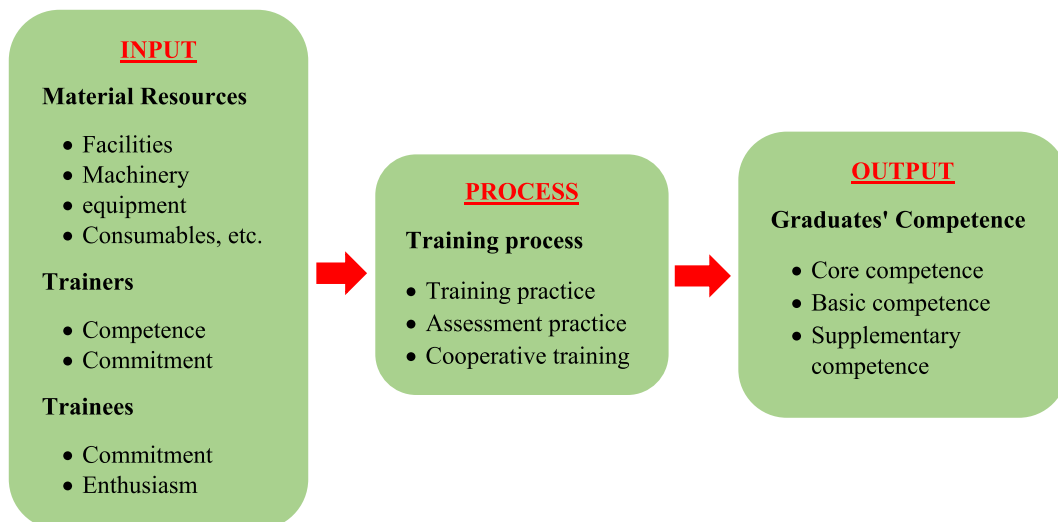 INPUT
Material Resources
• Facilities
• Machinery
• equipment
• Consumables, etc.
Trainers
• Competence
• Commitment
Trainees
• Commitment
• Enthusiasm
PROCESS
Training process
• Training practice
• Assessment practice
• Cooperative training
OUTPUT
Graduates' Competence
• Core competence
• Basic competence
• Supplementary
competence